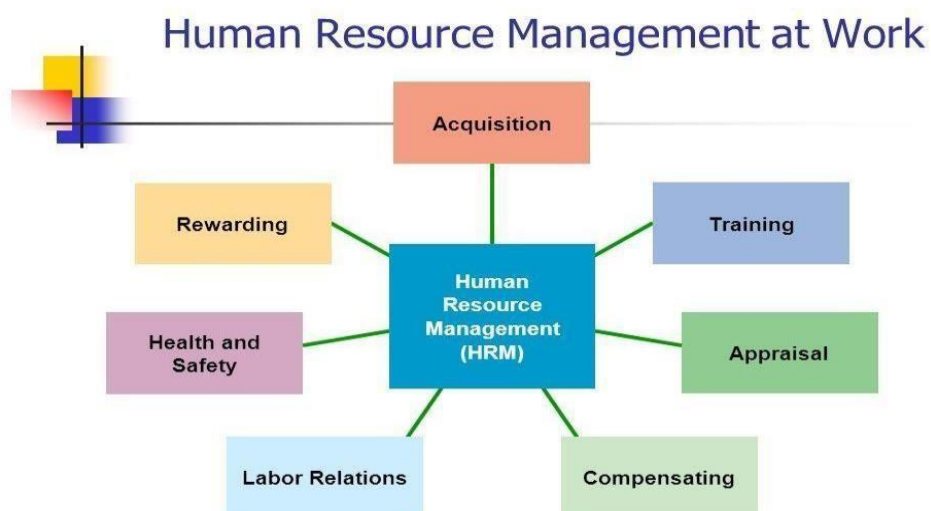 Human Resource Management at Work
Acquisition
Rewarding
Training
Human
Resource
Management
(HRM)
Health and
Safety
Appraisal
Labor Relations
Compensating